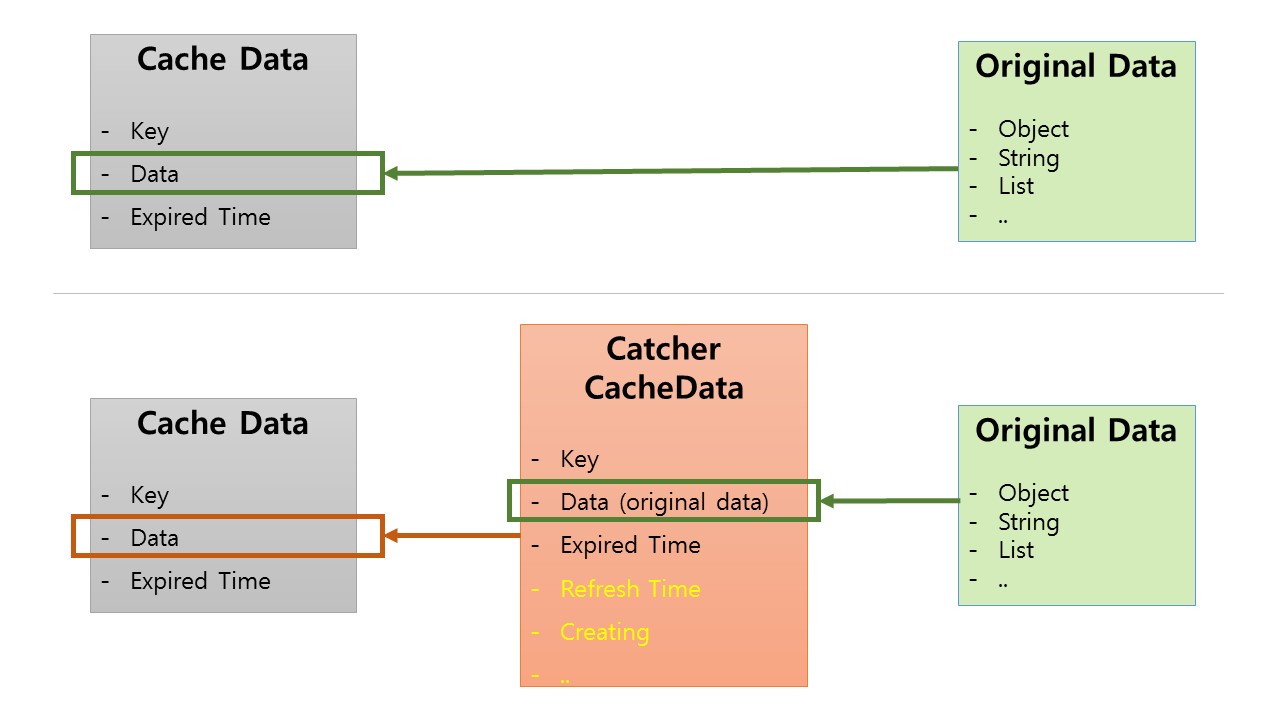 Cache Data
- Key
- Data
- Expired Time
Original Data
- Object
- String
- List
- ..
Cache Data
- Key
- Data
- Expired Time
Catcher
CacheData
- Key
- Data (original data)
- Expired Time
- Refresh Time
- Creating
- ..
Original Data
- Object
- String
- List
- ..